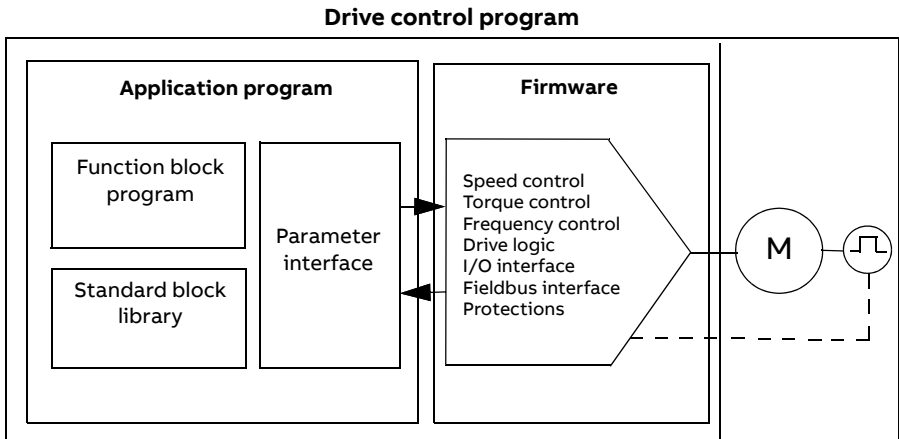 Drive control program
Application program
Firmware
Function block
program
Standard block
library
Parameter
interface
Speed control
Torque control
Frequency control
Drive logic
I/O interface
Fieldbus interface
Protections
M